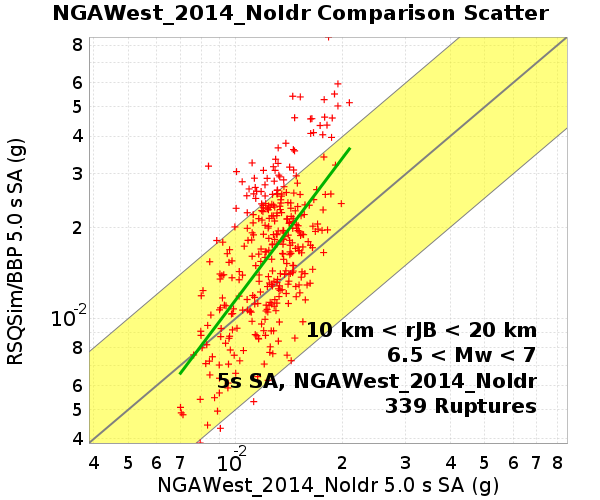 NGAWest_2014_NoIdr Comparison Scatter
8
6
5
4
3
2
10-2
8
6
5
4
RSQSim/BBP 5.0 s SA (g)
10 km < rJB < 20 km
6.5 < Mw < 7
5s SA, NGAWest_2014_NoIdr
339 Ruptures
4 5 6 7 10-2 2 3 4 5 6 7 8
NGAWest_2014_NoIdr 5.0 s SA (g)